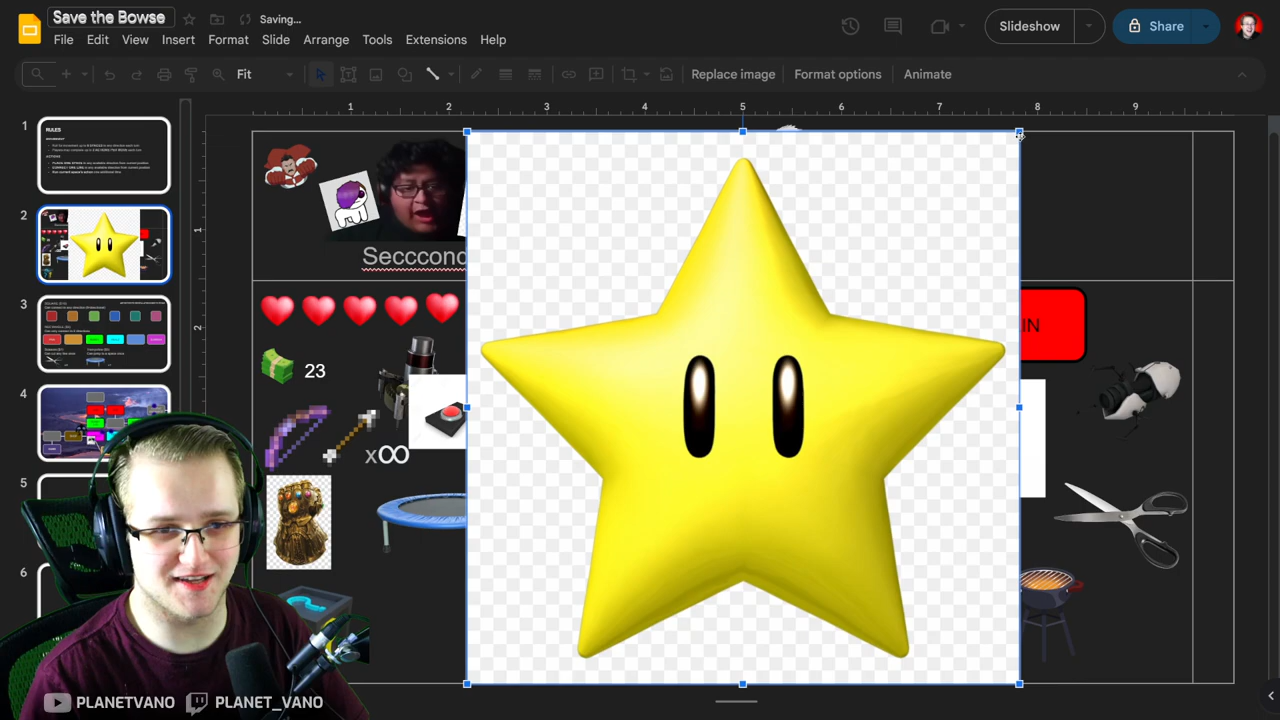 Save the Bowse
Saving...
File Edit View Insert Format Slide Arrange Tools Extensions Help
Slideshow
Share
Fit
Replace image
Format options
Animate
1 2 3 4 5 6 7 8 9
1
2
1
RULES
2
3
4
5
6
Secccond
23
x∞
IN
PLANETVANO
PLANET_VANO